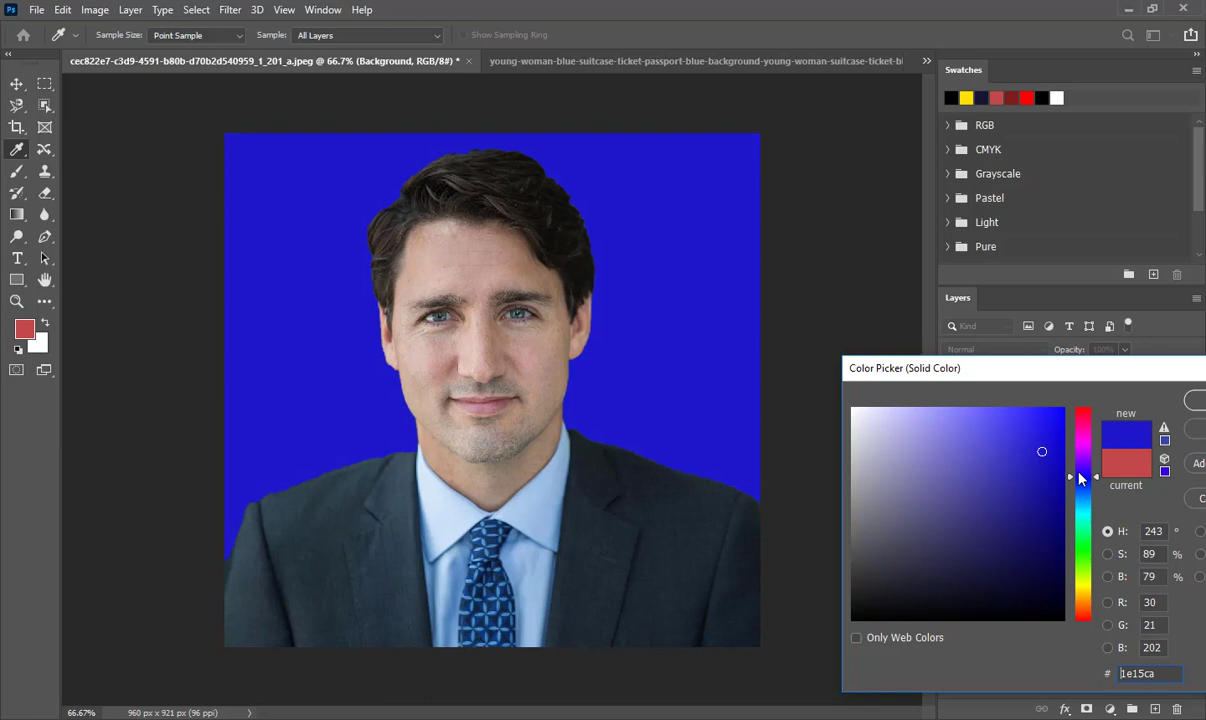 Ps File Edit Image Layer Type Select Filter 3D View Window Help
Sample Size: Point Sample Sample: All Layers Show Sampling Ring
cec822e7-c3d9-4591-b80b-d70b2d540959_1_201_a.jpeg @ 66.7% (Background, RGB/8#) * × young-woman-blue-suitcase-ticket-passport-blue-background-young-woman-suitcase-ticket-bl
Swatches
RGB
CMYK
Grayscale
Pastel
Light
Pure
Layers
Kind
Normal Opacity: 100%
Color Picker (Solid Color)
new
current
Ad
C
H: 243 °
S: 89 %
B: 79 %
R: 30
G: 21
B: 202
Only Web Colors
# 1e15ca
66.67% 960 px x 921 px (96 ppi)